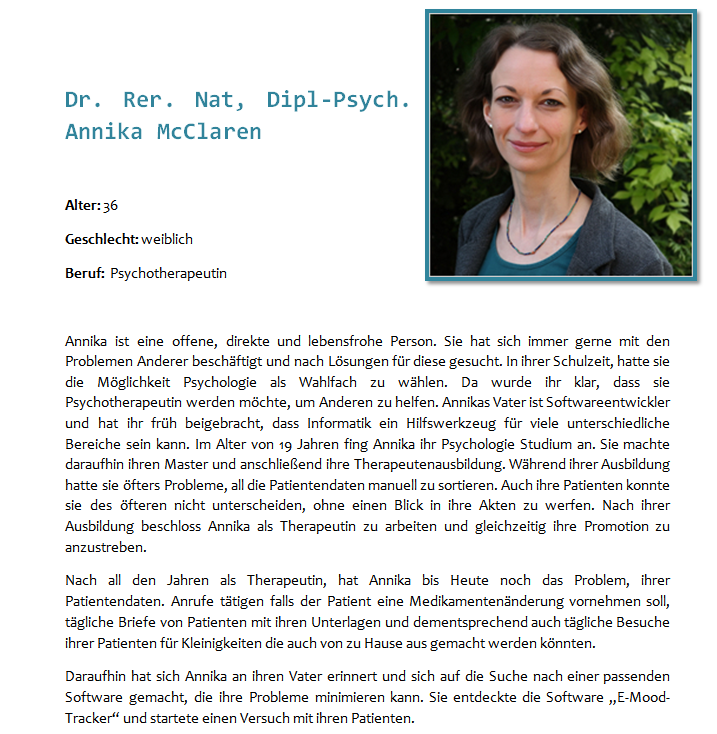 Dr. Rer. Nat, Dipl-Psych.
Annika McClaren
Alter: 36
Geschlecht: weiblich
Beruf: Psychotherapeutin
Annika ist eine offene, direkte und lebensfrohe Person. Sie hat sich immer gerne mit den
Problemen Anderer beschäftigt und nach Lösungen für diese gesucht. In ihrer Schulzeit, hatte sie
die Möglichkeit Psychologie als Wahlfach zu wählen. Da wurde ihr klar, dass sie
Psychotherapeutin werden möchte, um Anderen zu helfen. Annikas Vater ist Softwareentwickler
und hat ihr früh beigebracht, dass Informatik ein Hilfswerkzeug für viele unterschiedliche
Bereiche sein kann. Im Alter von 19 Jahren fing Annika ihr Psychologie Studium an. Sie machte
daraufhin ihren Master und anschließend ihre Therapeutenausbildung. Während ihrer Ausbildung
hatte sie öfters Probleme, all die Patientendaten manuell zu sortieren. Auch ihre Patienten konnte
sie des öfteren nicht unterscheiden, ohne einen Blick in ihre Akten zu werfen. Nach ihrer
Ausbildung beschloss Annika als Therapeutin zu arbeiten und gleichzeitig ihre Promotion zu
anzustreben.
Nach all den Jahren als Therapeutin, hat Annika bis Heute noch das Problem, ihrer
Patientendaten. Anrufe tätigen falls der Patient eine Medikamentenänderung vornehmen soll,
tägliche Briefe von Patienten mit ihren Unterlagen und dementsprechend auch tägliche Besuche
ihrer Patienten für Kleinigkeiten die auch von zu Hause aus gemacht werden könnten.
Daraufhin hat sich Annika an ihren Vater erinnert und sich auf die Suche nach einer passenden
Software gemacht, die ihre Probleme minimieren kann. Sie entdeckte die Software „E-Mood-
Tracker“ und startete einen Versuch mit ihren Patienten.